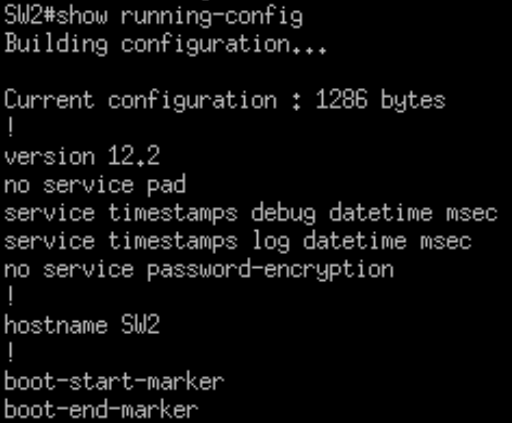 SW2#show running-config
Building configuration...
Current configuration : 1286 bytes
!
version 12.2
no service pad
service timestamps debug datetime msec
service timestamps log datetime msec
no service password-encryption
!
hostname SW2
!
boot-start-marker
boot-end-marker